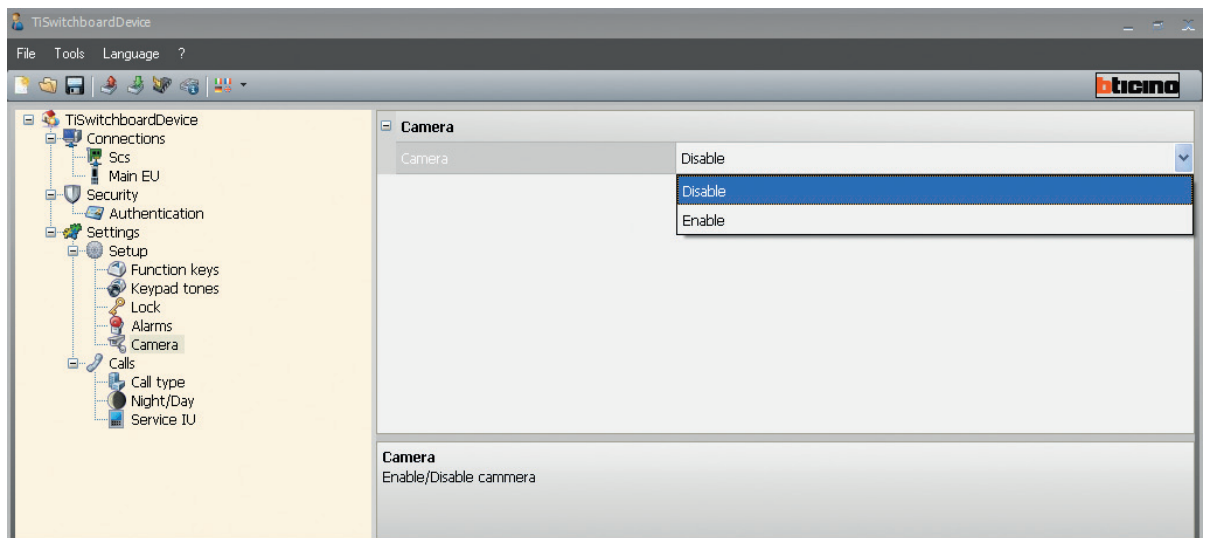 TiSwitchboardDevice
File Tools Language ?
bticino
TiSwitchboardDevice
Connections
Scs
Main EU
Security
Authentication
Settings
Setup
Function keys
Keypad tones
Lock
Alarms
Camera
Calls
Call type
Night/Day
Service IU
Camera
Camera Disable
Disable
Enable
Camera
Enable/Disable cammera